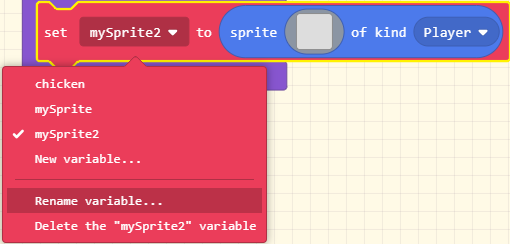 set mySprite2 to sprite of kind Player
chicken
mySprite
mySprite2
New variable...
Rename variable...
Delete the "mySprite2" variable